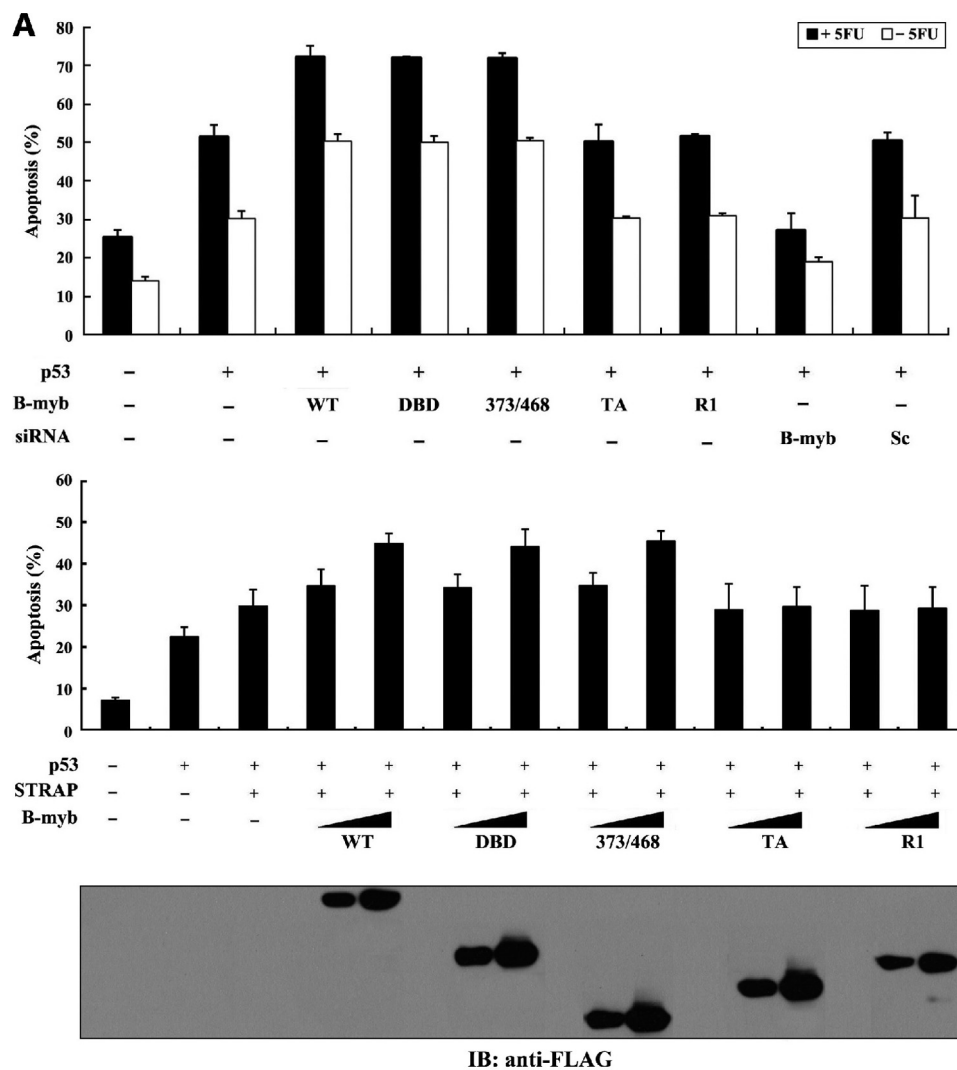 A
+ 5FU – 5FU
80
70
60
50
40
30
20
10
0
Apoptosis (%)
p53 – + + + + + + + +
B-myb – – WT DBD 373/468 TA R1 – –
siRNA – – – – – – – B-myb Sc
60
50
40
30
20
10
0
Apoptosis (%)
p53 – + + + + + + + + + + + +
STRAP – – + + + + + + + + + + +
B-myb – – –
WT DBD 373/468 TA R1
IB: anti-FLAG